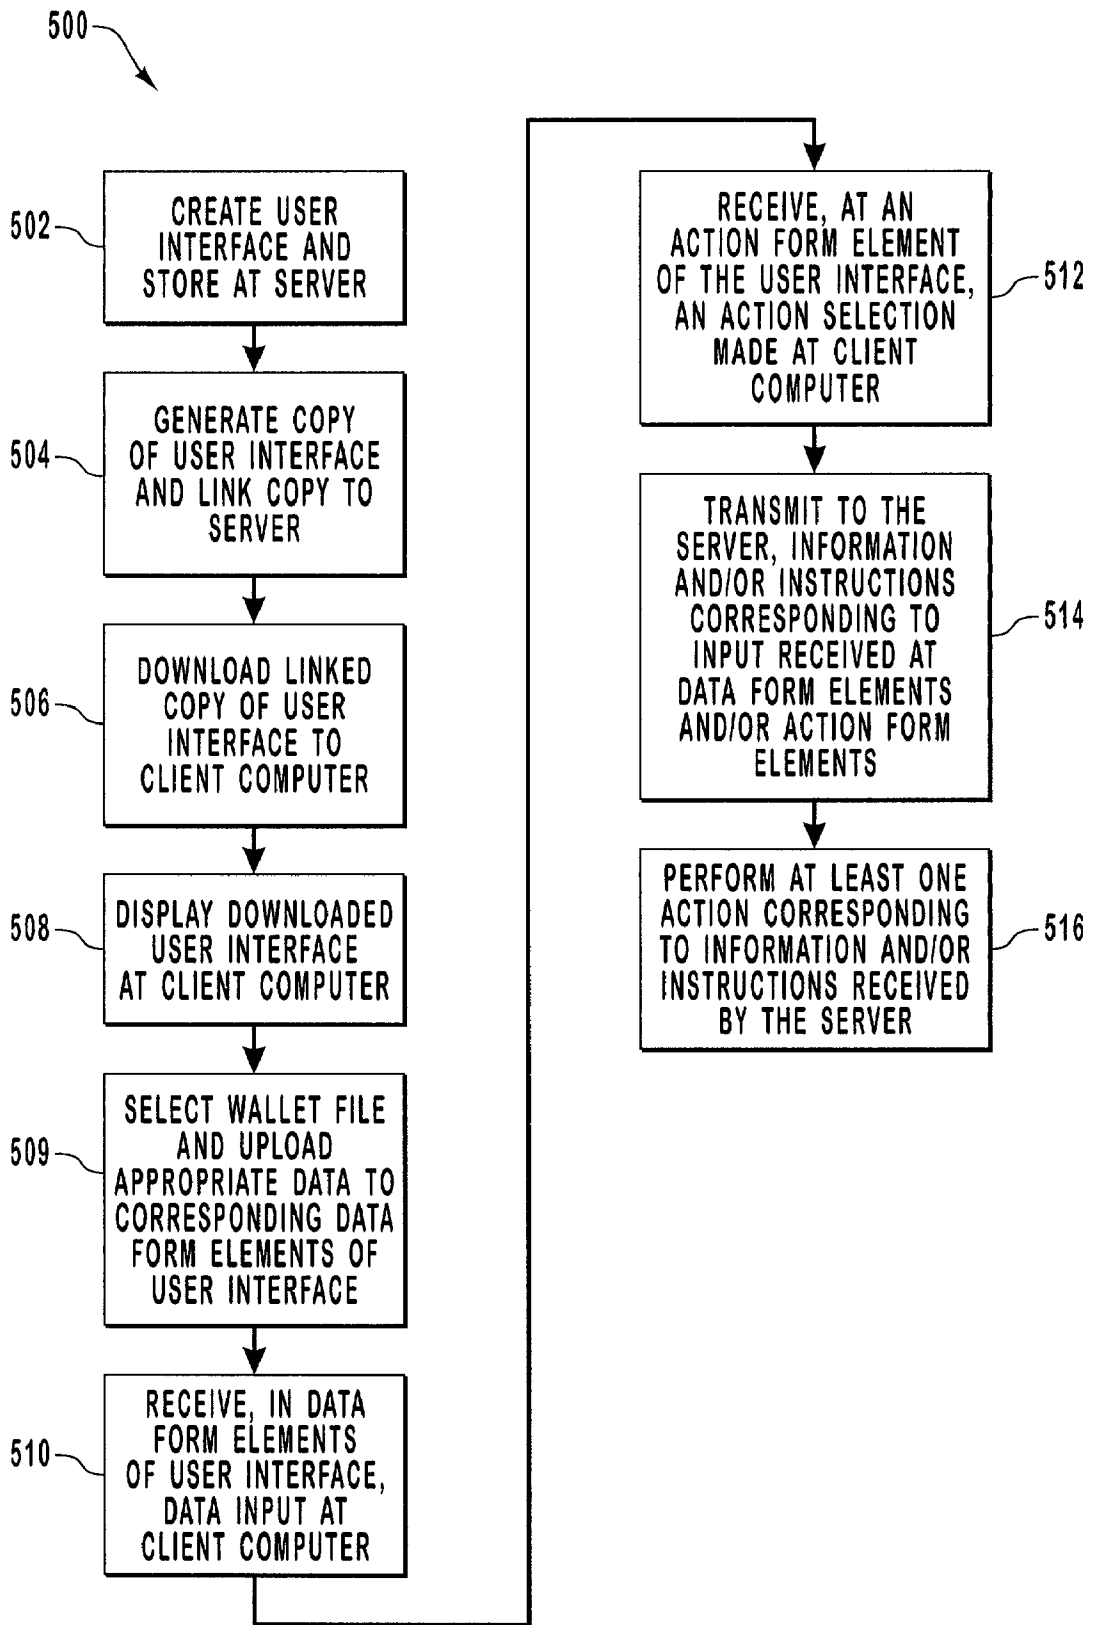 500
502
CREATE USER
INTERFACE AND
STORE AT SERVER
504
GENERATE COPY
OF USER INTERFACE
AND LINK COPY TO
SERVER
506
DOWNLOAD LINKED
COPY OF USER
INTERFACE TO
CLIENT COMPUTER
508
DISPLAY DOWNLOADED
USER INTERFACE
AT CLIENT COMPUTER
509
SELECT WALLET FILE
AND UPLOAD
APPROPRIATE DATA TO
CORRESPONDING DATA
FORM ELEMENTS OF
USER INTERFACE
510
RECEIVE, IN DATA
FORM ELEMENTS
OF USER INTERFACE,
DATA INPUT AT
CLIENT COMPUTER
RECEIVE, AT AN
ACTION FORM ELEMENT
OF THE USER INTERFACE,
AN ACTION SELECTION
MADE AT CLIENT
COMPUTER
512
TRANSMIT TO THE
SERVER, INFORMATION
AND/OR INSTRUCTIONS
CORRESPONDING TO
INPUT RECEIVED AT
DATA FORM ELEMENTS
AND/OR ACTION FORM
ELEMENTS
514
PERFORM AT LEAST ONE
ACTION CORRESPONDING
TO INFORMATION AND/OR
INSTRUCTIONS RECEIVED
BY THE SERVER
516